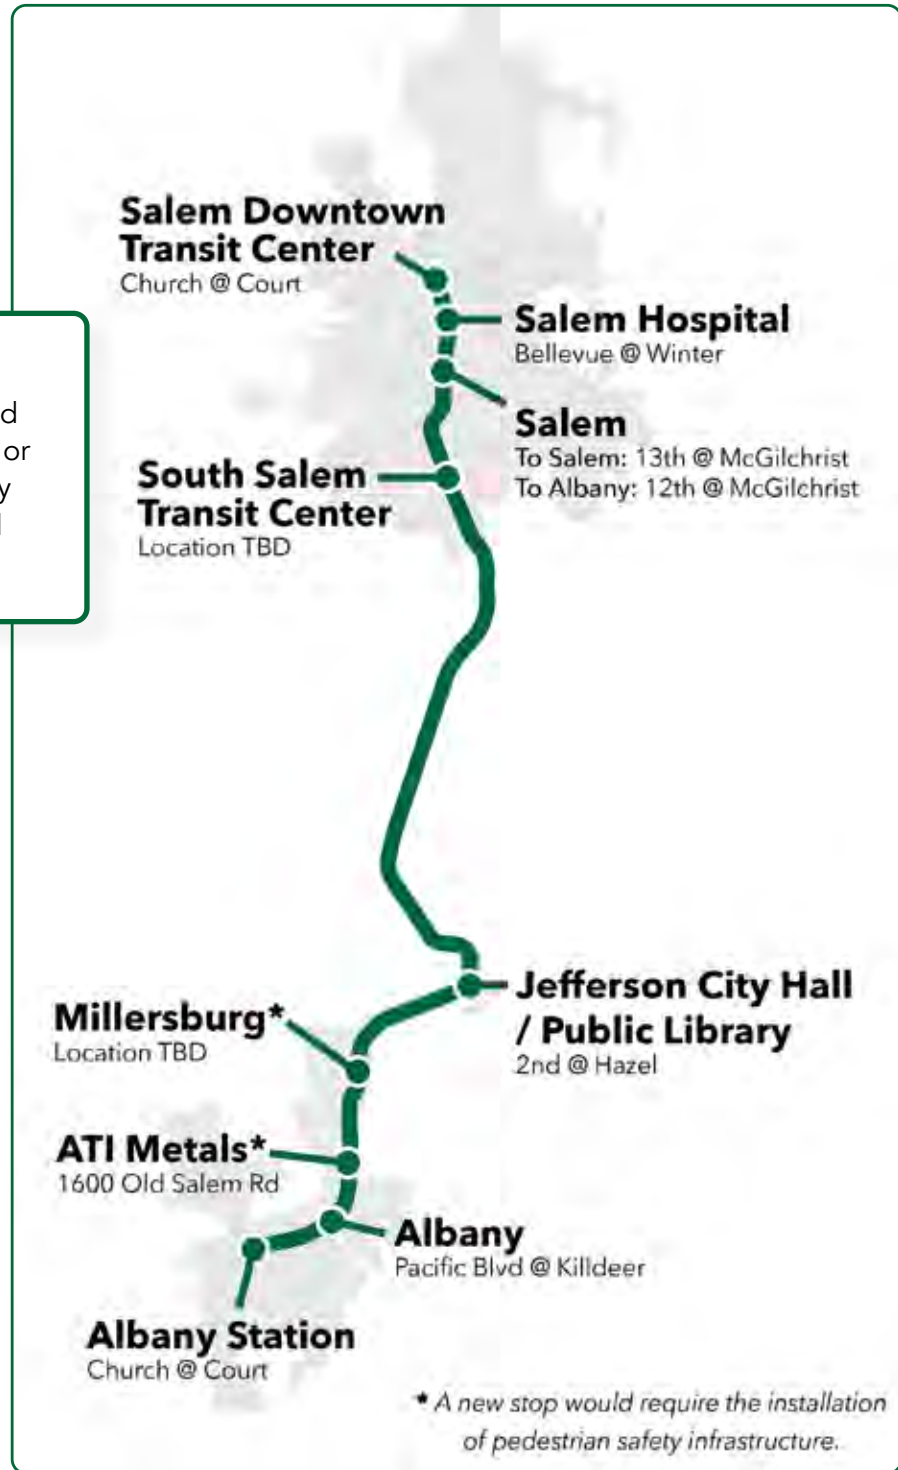 Salem Downtown
Transit Center
Church @ Court
Salem Hospital
Bellevue @ Winter
d
or
y
Salem
To Salem: 13th @ McGilchrist
To Albany: 12th @ McGilchrist
South Salem
Transit Center
Location TBD
Jefferson City Hall
/ Public Library
2nd @ Hazel
Millersburg*
Location TBD
ATI Metals*
1600 Old Salem Rd
Albany
Pacific Blvd @ Killdeer
Albany Station
Church @ Court
* A new stop would require the installation
of pedestrian safety infrastructure.